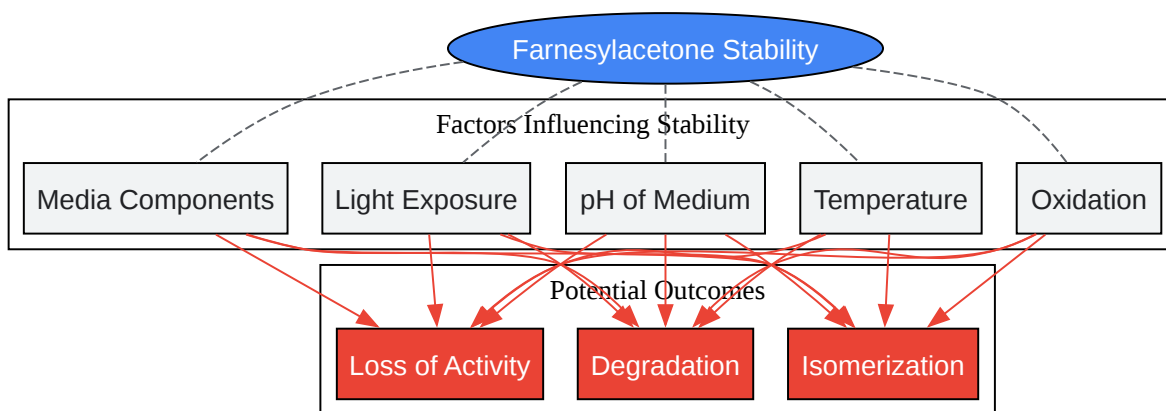 Farnesylacetone Stability
Factors Influencing Stability
Media Components
Light Exposure
pH of Medium
Temperature
Oxidation
Potential Outcomes
Loss of Activity
Degradation
Isomerization